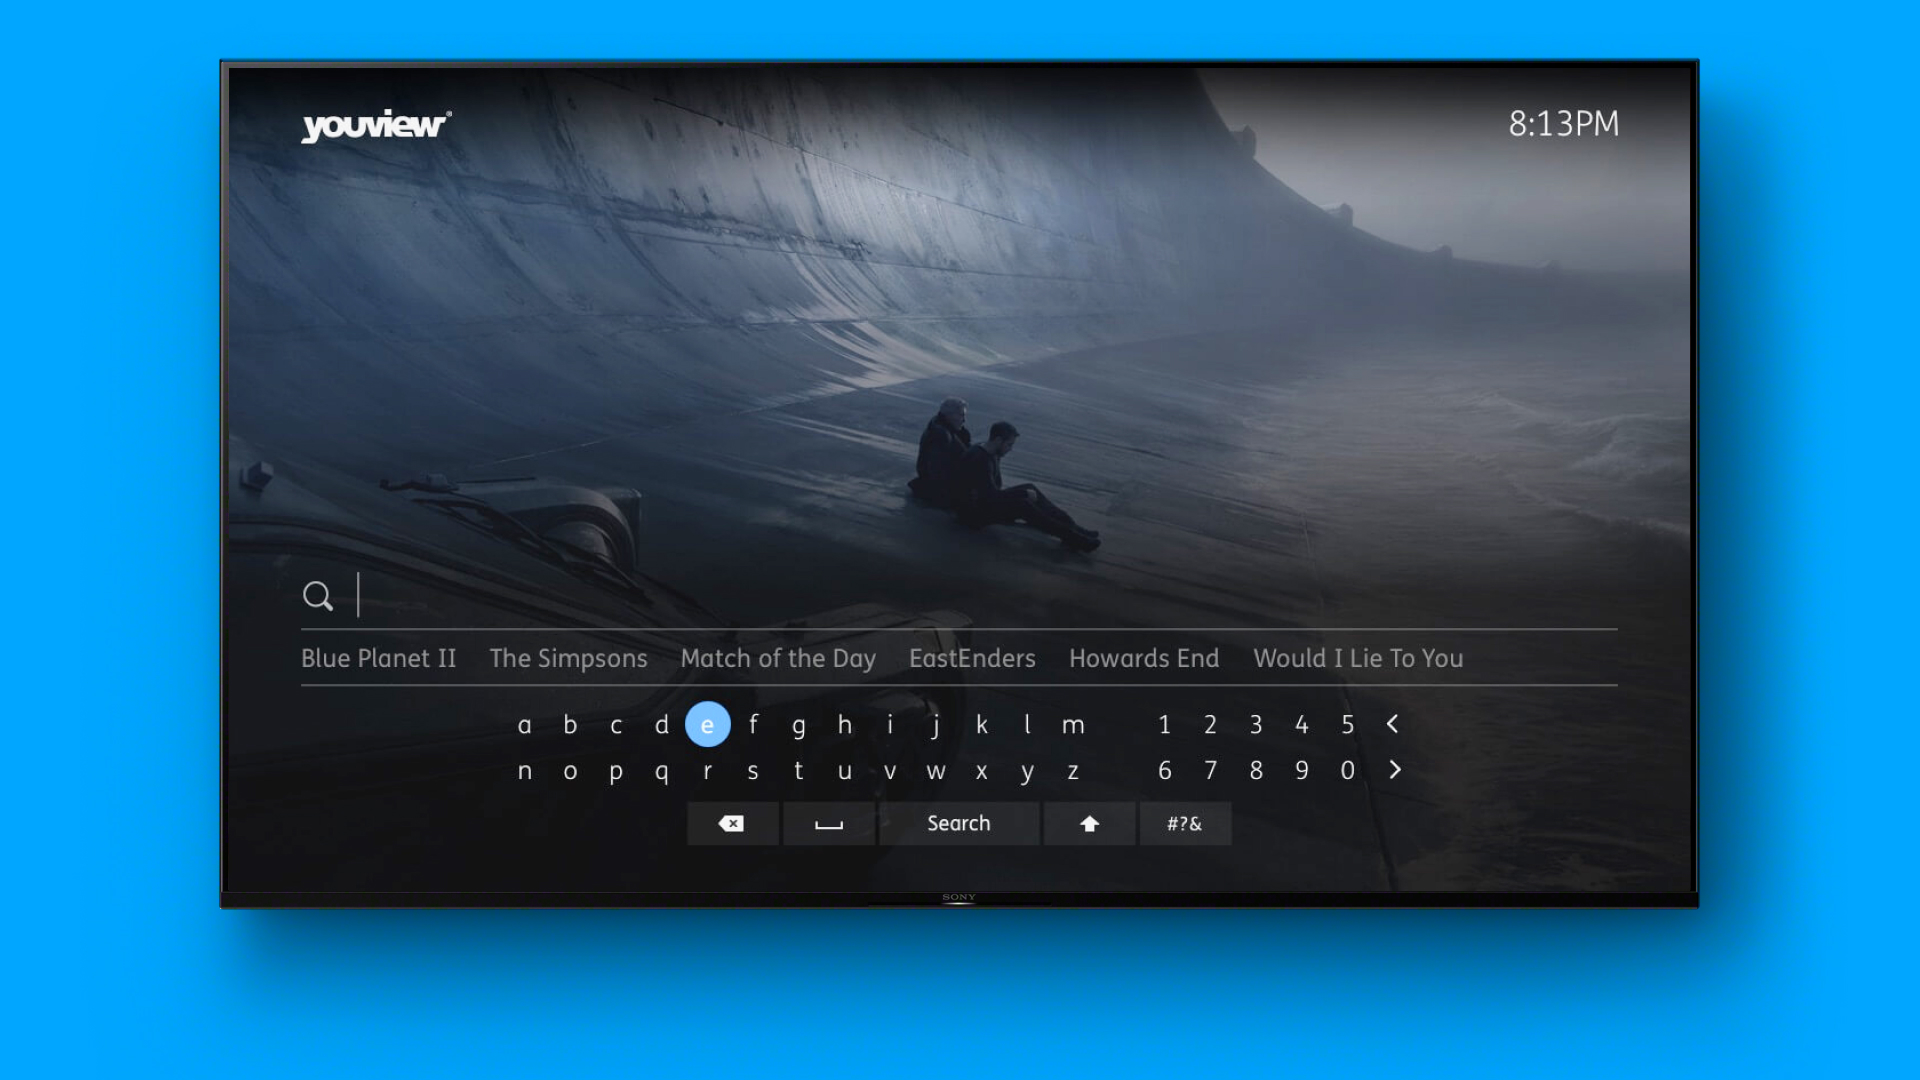 youview®
8:13PM
Blue Planet II The Simpsons Match of the Day EastEnders Howards End Would I Lie To You
a b c d e f g h i j k l m 1 2 3 4 5 <
n o p q r s t u v w x y z 6 7 8 9 0 >
Search #?&
SONY